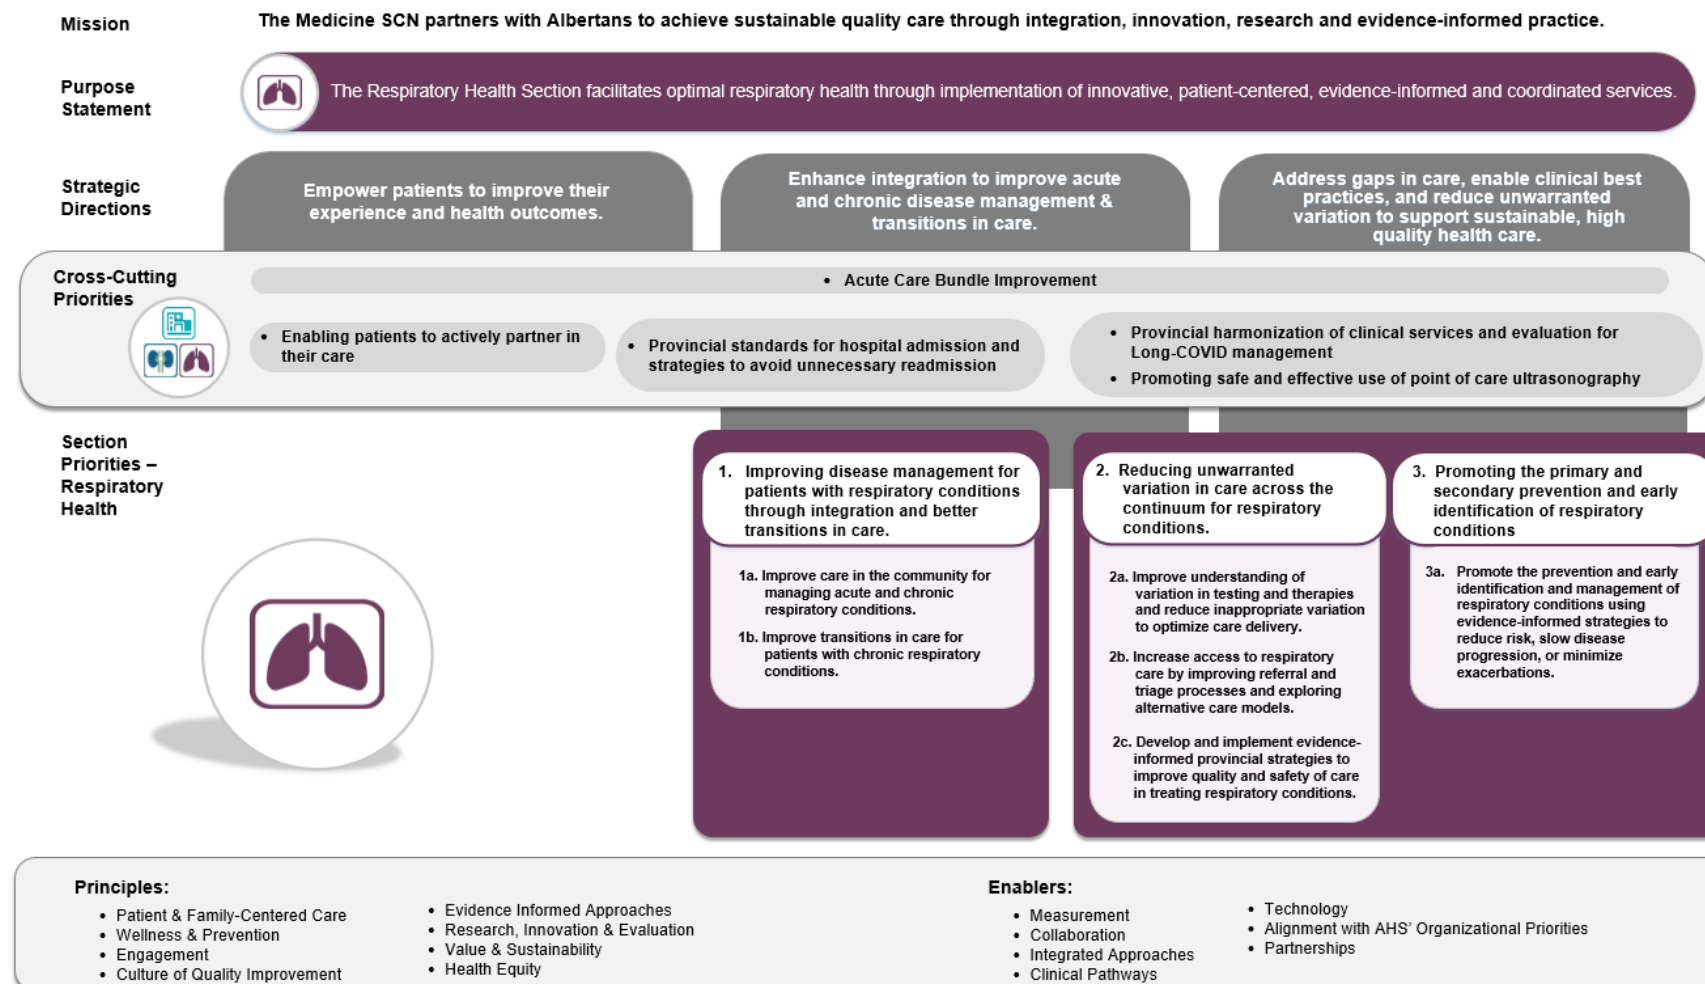 Mission
The Medicine SCN partners with Albertans to achieve sustainable quality care through integration, innovation, research and evidence-informed practice.
Purpose
Statement
The Respiratory Health Section facilitates optimal respiratory health through implementation of innovative, patient-centered, evidence-informed and coordinated services.
Strategic
Directions
Empower patients to improve their
experience and health outcomes.
Enhance integration to improve acute
and chronic disease management &
transitions in care.
Address gaps in care, enable clinical best
practices, and reduce unwarranted
variation to support sustainable, high
quality health care.
Cross-Cutting
Priorities
• Acute Care Bundle Improvement
• Enabling patients to actively partner in
their care
• Provincial standards for hospital admission and
strategies to avoid unnecessary readmission
• Provincial harmonization of clinical services and evaluation for
Long-COVID management
• Promoting safe and effective use of point of care ultrasonography
Section
Priorities –
Respiratory
Health
1. Improving disease management for
patients with respiratory conditions
through integration and better
transitions in care.
1a. Improve care in the community for
managing acute and chronic
respiratory conditions.
1b. Improve transitions in care for
patients with chronic respiratory
conditions.
2. Reducing unwarranted
variation in care across the
continuum for respiratory
conditions.
2a. Improve understanding of
variation in testing and therapies
and reduce inappropriate variation
to optimize care delivery.
2b. Increase access to respiratory
care by improving referral and
triage processes and exploring
alternative care models.
2c. Develop and implement evidence-
informed provincial strategies to
improve quality and safety of care
in treating respiratory conditions.
3. Promoting the primary and
secondary prevention and early
identification of respiratory
conditions
3a. Promote the prevention and early
identification and management of
respiratory conditions using
evidence-informed strategies to
reduce risk, slow disease
progression, or minimize
exacerbations.
Principles:
• Patient & Family-Centered Care
• Wellness & Prevention
• Engagement
• Culture of Quality Improvement
• Evidence Informed Approaches
• Research, Innovation & Evaluation
• Value & Sustainability
• Health Equity
Enablers:
• Measurement
• Collaboration
• Integrated Approaches
• Clinical Pathways
• Technology
• Alignment with AHS' Organizational Priorities
• Partnerships